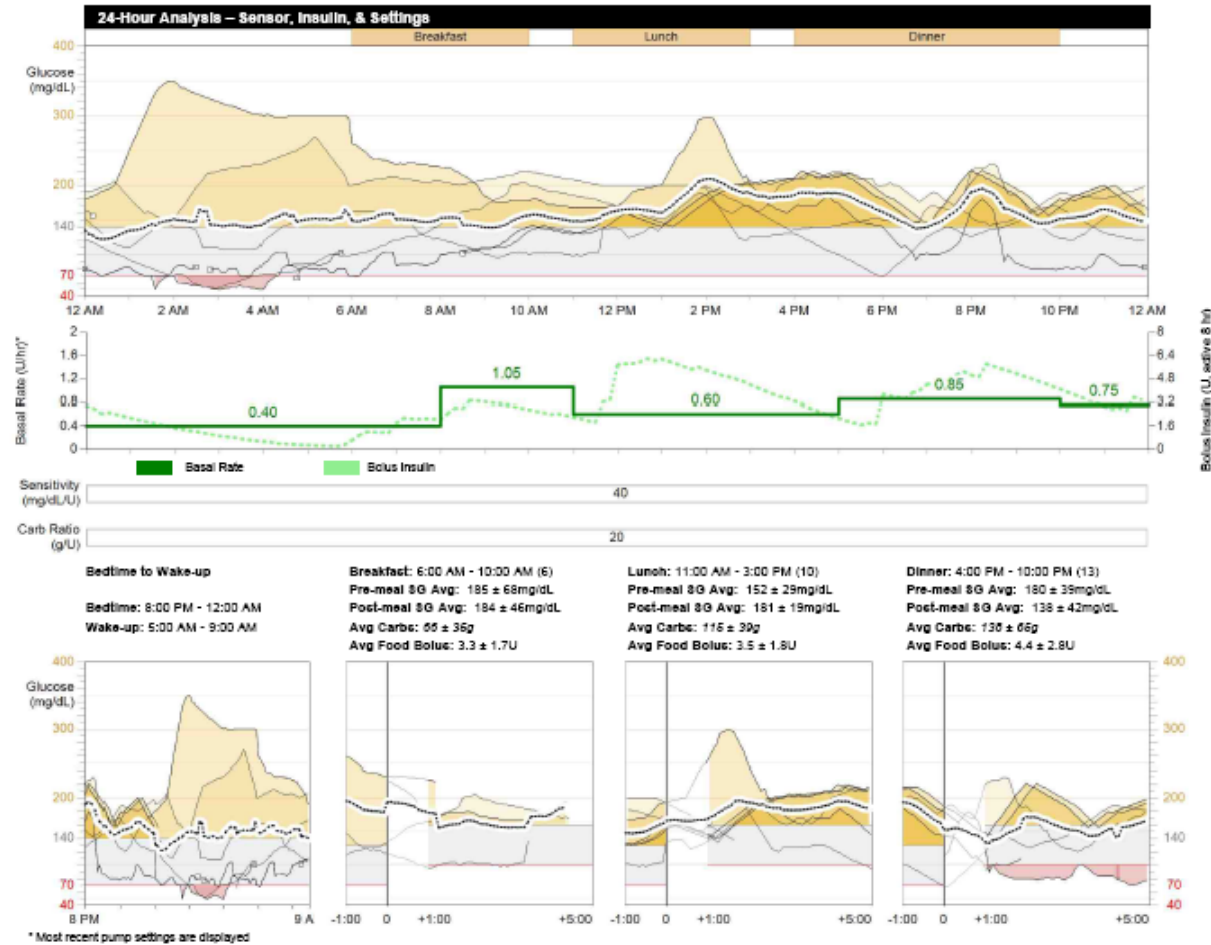 24-Hour Analysis – Sensor, Insulin, & Settings
Breakfast Lunch Dinner
400
Glucose
(mg/dL)
300
200
140
70
40
12 AM 2 AM 4 AM 6 AM 8 AM 10 AM 12 PM 2 PM 4 PM 6 PM 8 PM 10 PM 12 AM
Basal Rate (U/hr)*
2
1.6
1.2
0.8
0.4
0
0.40 1.05 0.60 0.85 0.75
8
6.4
4.8
3.2
1.6
0
Bolus Insulin (U, active 8 hr)
Basal Rate Bolus Insulin
Sensitivity
(mg/dL/U)
40
Carb Ratio
(g/U)
20
Bedtime to Wake-up
Bedtime: 8:00 PM - 12:00 AM
Wake-up: 5:00 AM - 9:00 AM
Breakfast: 6:00 AM - 10:00 AM (6)
Pre-meal SG Avg: 185 ± 68mg/dL
Post-meal SG Avg: 184 ± 46mg/dL
Avg Carbs: 66 ± 36g
Avg Food Bolus: 3.3 ± 1.7U
Lunch: 11:00 AM - 3:00 PM (10)
Pre-meal SG Avg: 152 ± 29mg/dL
Post-meal SG Avg: 181 ± 19mg/dL
Avg Carbs: 115 ± 39g
Avg Food Bolus: 3.5 ± 1.8U
Dinner: 4:00 PM - 10:00 PM (13)
Pre-meal SG Avg: 180 ± 39mg/dL
Post-meal SG Avg: 138 ± 42mg/dL
Avg Carbs: 136 ± 65g
Avg Food Bolus: 4.4 ± 2.8U
400
Glucose
(mg/dL)
300
200
140
70
40
8 PM 9 A
-1:00 0 +1:00 +5:00
-1:00 0 +1:00 +5:00
-1:00 0 +1:00 +5:00
400
300
200
140
70
40
* Most recent pump settings are displayed